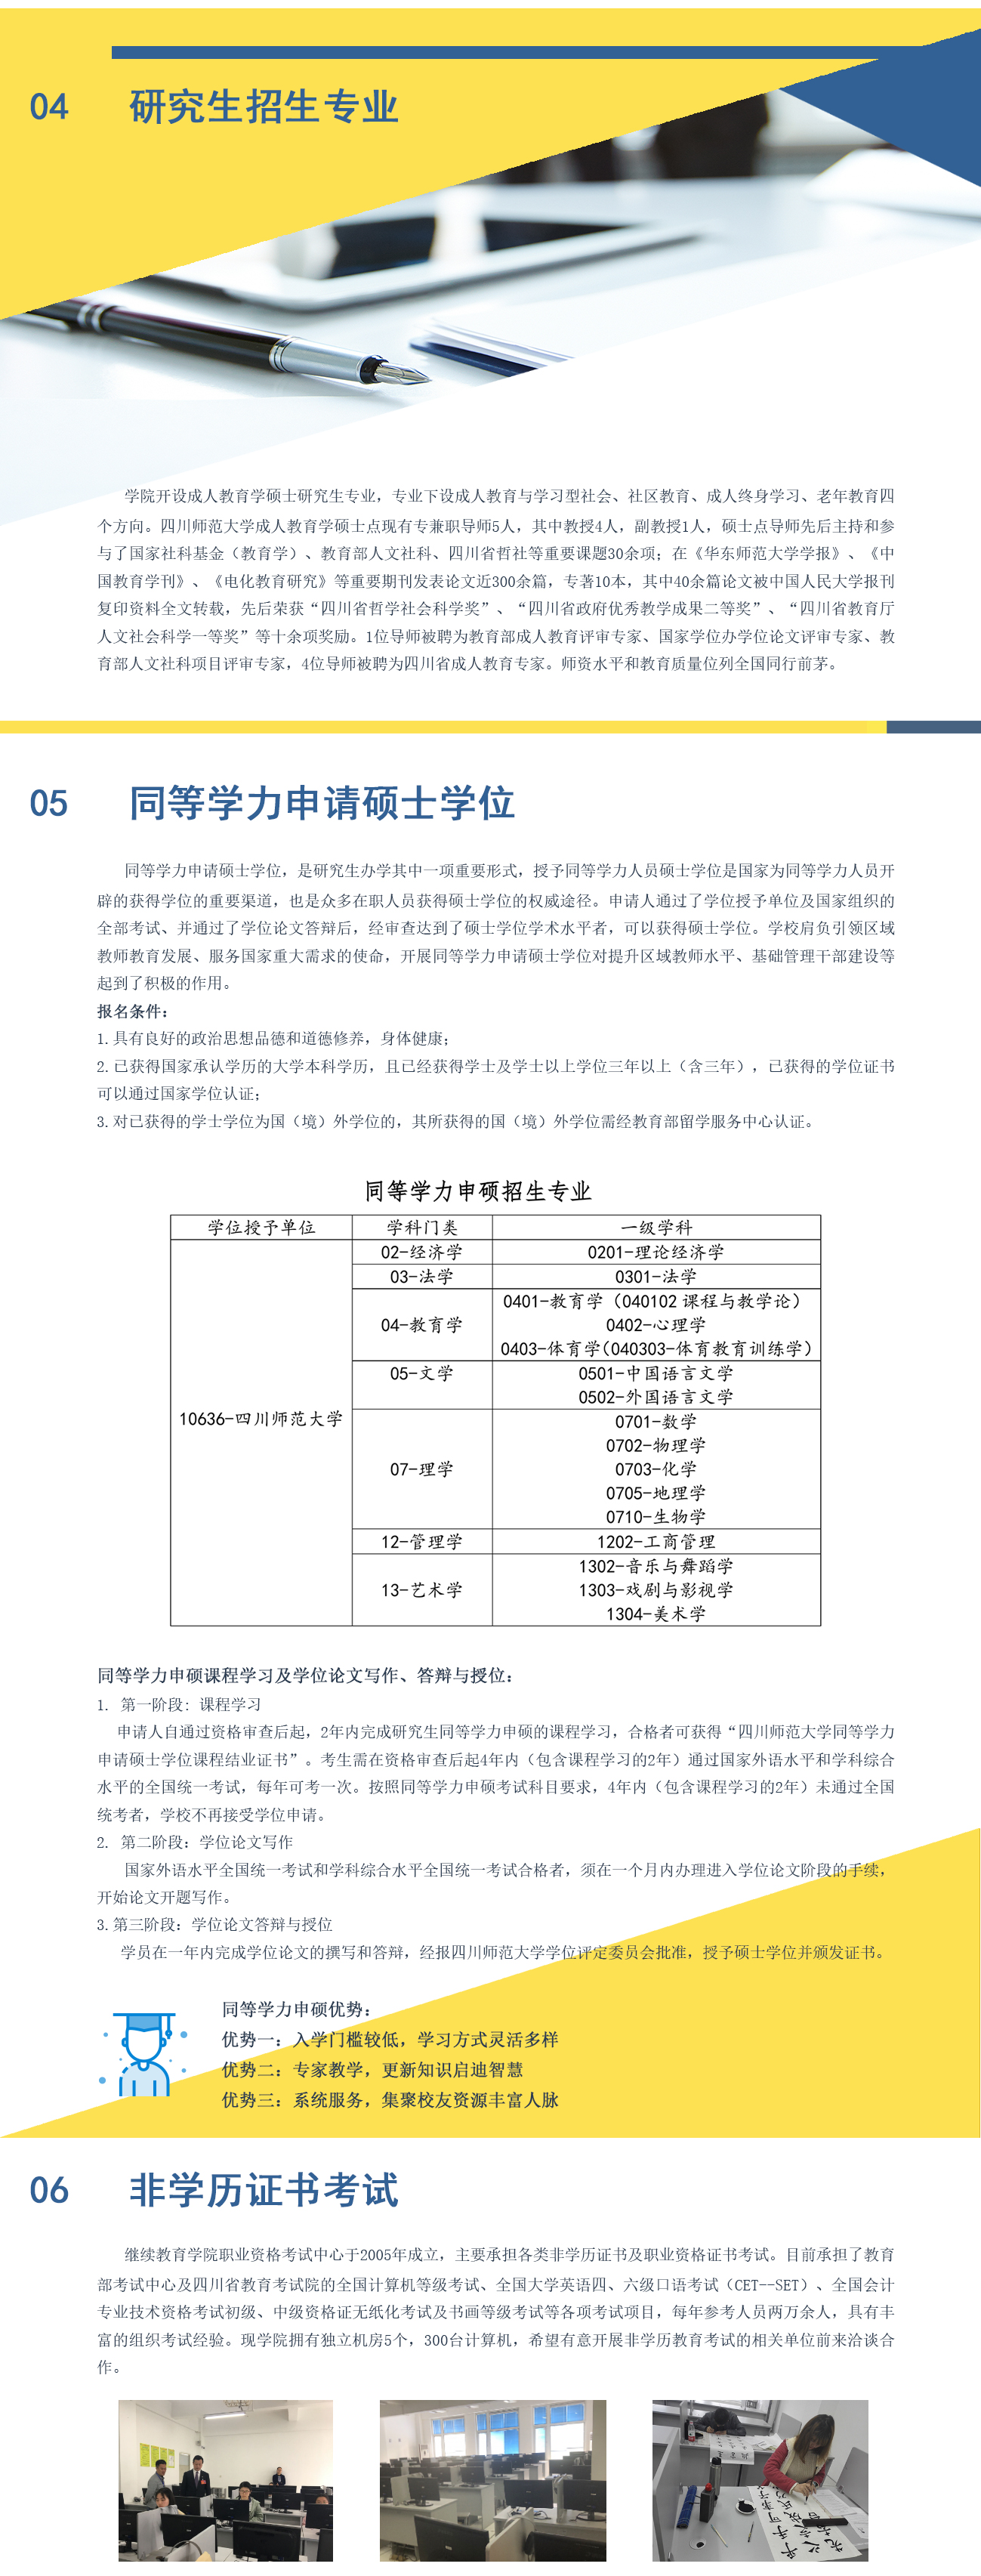 04 研究生招生专业
学院开设成人教育学硕士研究生专业，专业下设成人教育与学习型社会、社区教育、成人终身学习、老年教育四
个方向。四川师范大学成人教育学硕士点现有专兼职导师5人，其中教授4人，副教授1人，硕士点导师先后主持和参
与了国家社科基金（教育学）、教育部人文社科、四川省哲社等重要课题30余项；在《华东师范大学学报》、《中
国教育学刊》、《电化教育研究》等重要期刊发表论文近300余篇，专著10本，其中40余篇论文被中国人民大学报刊
复印资料全文转载，先后荣获“四川省哲学社会科学奖”、“四川省政府优秀教学成果二等奖”、“四川省教育厅
人文社会科学一等奖”等十余项奖励。1位导师被聘为教育部成人教育评审专家、国家学位办学位论文评审专家、教
育部人文社科项目评审专家，4位导师被聘为四川省成人教育专家。师资水平和教育质量位列全国同行前茅。
05 同等学力申请硕士学位
同等学力申请硕士学位，是研究生办学其中一项重要形式，授予同等学力人员硕士学位是国家为同等学力人员开
辟的获得学位的重要渠道，也是众多在职人员获得硕士学位的权威途径。申请人通过了学位授予单位及国家组织的
全部考试、并通过了学位论文答辩后，经审查达到了硕士学位学术水平者，可以获得硕士学位。学校肩负引领区域
教师教育发展、服务国家重大需求的使命，开展同等学力申请硕士学位对提升区域教师水平、基础管理干部建设等
起到了积极的作用。
报名条件：
1.具有良好的政治思想品德和道德修养，身体健康；
2.已获得国家承认学历的大学本科学历，且已经获得学士及学士以上学位三年以上（含三年），已获得的学位证书
可以通过国家学位认证；
3.对已获得的学士学位为国（境）外学位的，其所获得的国（境）外学位需经教育部留学服务中心认证。
同等学力申硕招生专业
学位授予单位 学科门类 一级学科
02-经济学 0201-理论经济学
03-法学 0301-法学
0401-教育学（040102 课程与教学论）
04-教育学 0402-心理学
0403-体育学(040303-体育教育训练学)
05-文学 0501-中国语言文学
0502-外国语言文学
10636-四川师范大学 0701-数学
0702-物理学
07-理学 0703-化学
0705-地理学
0710-生物学
12-管理学 1202-工商管理
1302-音乐与舞蹈学
13-艺术学 1303-戏剧与影视学
1304-美术学
同等学力申硕课程学习及学位论文写作、答辩与授位：
1. 第一阶段：课程学习
申请人自通过资格审查后起，2年内完成研究生同等学力申硕的课程学习，合格者可获得“四川师范大学同等学力
申请硕士学位课程结业证书”。考生需在资格审查后起4年内（包含课程学习的2年）通过国家外语水平和学科综合
水平的全国统一考试，每年可考一次。按照同等学力申硕考试科目要求，4年内（包含课程学习的2年）未通过全国
统考者，学校不再接受学位申请。
2. 第二阶段：学位论文写作
国家外语水平全国统一考试和学科综合水平全国统一考试合格者，须在一个月内办理进入学位论文阶段的手续，
开始论文开题写作。
3.第三阶段：学位论文答辩与授位
学员在一年内完成学位论文的撰写和答辩，经报四川师范大学学位评定委员会批准，授予硕士学位并颁发证书。
同等学力申硕优势：
优势一：入学门槛较低，学习方式灵活多样
优势二：专家教学，更新知识启迪智慧
优势三：系统服务，集聚校友资源丰富人脉
06 非学历证书考试
继续教育学院职业资格考试中心于2005年成立，主要承担各类非学历证书及职业资格证书考试。目前承担了教育
部考试中心及四川省教育考试院的全国计算机等级考试、全国大学英语四、六级口语考试（CET--SET）、全国会计
专业技术资格考试初级、中级资格证无纸化考试及书画等级考试等各项考试项目，每年参考人员两万余人，具有丰
富的组织考试经验。现学院拥有独立机房5个，300台计算机，希望有意开展非学历教育考试的相关单位前来洽谈合
作。